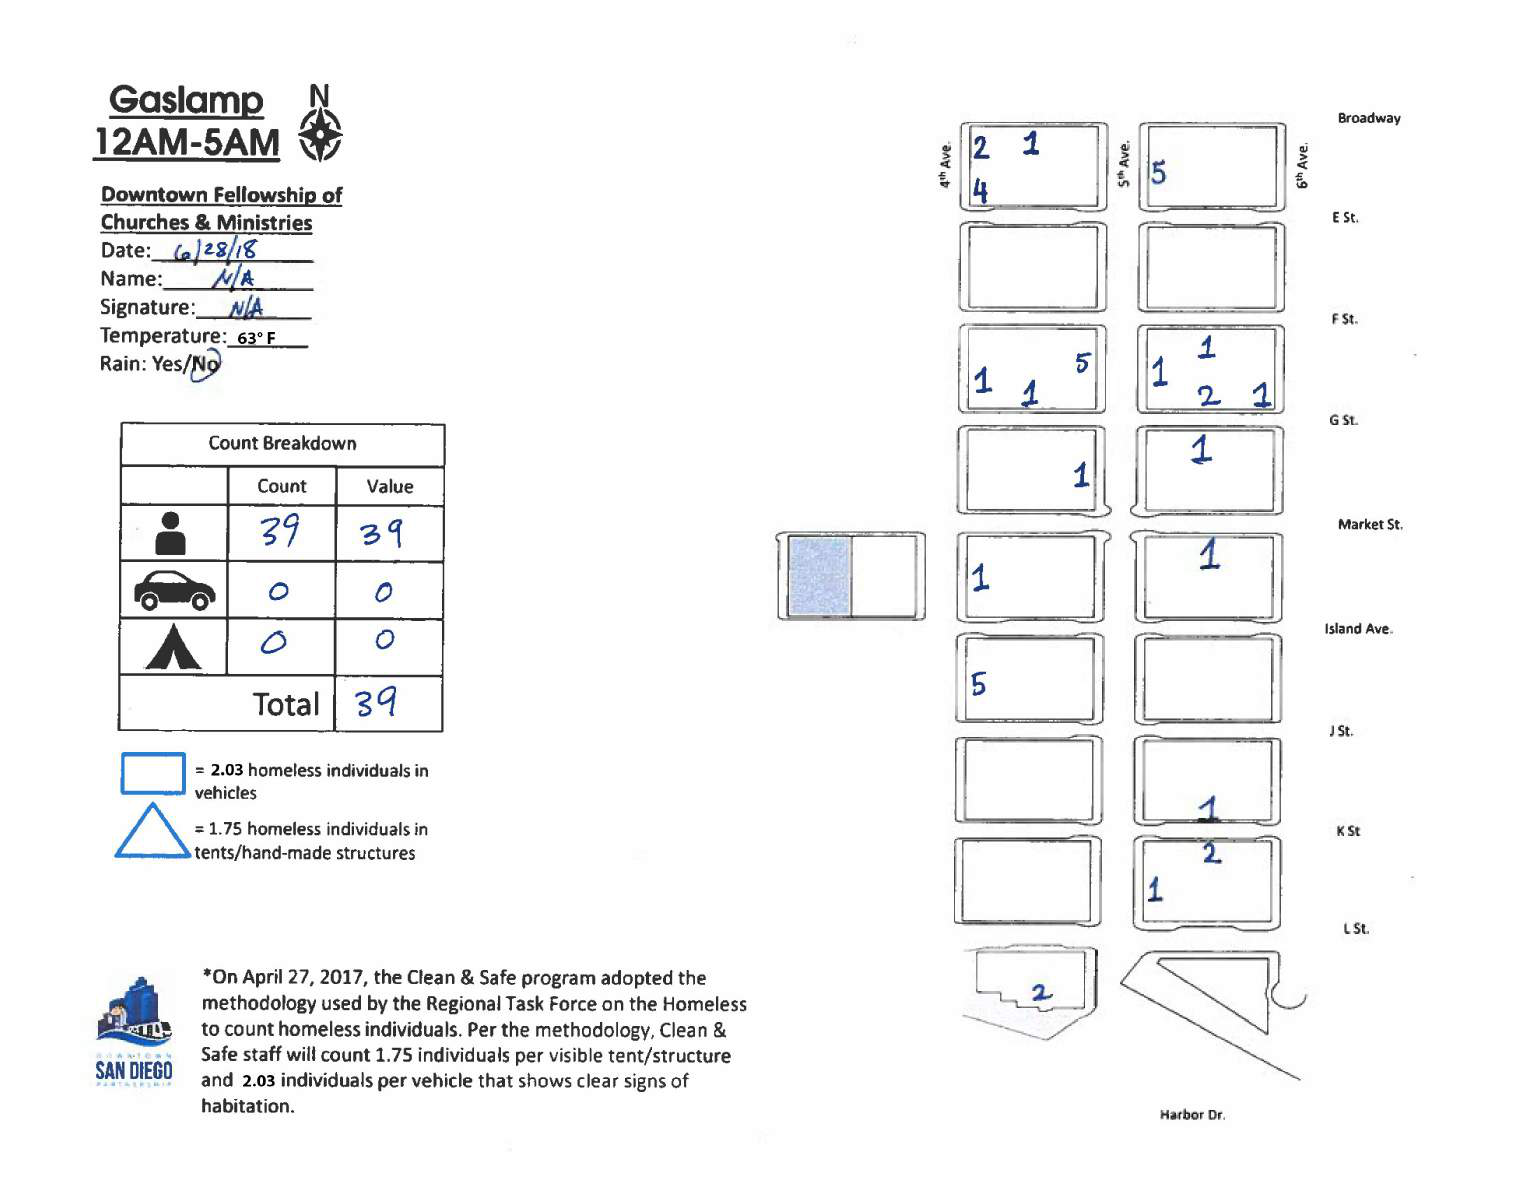 Gaslamp
N
12AM-5AM
Downtown Fellowship of
Churches & Ministries
Date: 6/28/18
Name: N/A
Signature: N/A
Temperature: 63° F
Rain: Yes/No
Count Breakdown
Count Value
39 39
0 0
0 0
Total 39
= 2.03 homeless individuals in
vehicles
= 1.75 homeless individuals in
tents/hand-made structures
*On April 27, 2017, the Clean & Safe program adopted the
methodology used by the Regional Task Force on the Homeless
to count homeless individuals. Per the methodology, Clean &
Safe staff will count 1.75 individuals per visible tent/structure
and 2.03 individuals per vehicle that shows clear signs of
habitation.
DOWNTOWN
SAN DIEGO
PARTNERSHIP
Broadway
4th Ave.
5th Ave.
6th Ave.
2 1
4
5
E St.
F St.
1 1 5
1 1 2 1
G St.
1
1
Market St.
1
1
Island Ave.
5
J St.
1
K St
2
1
L St.
2
Harbor Dr.